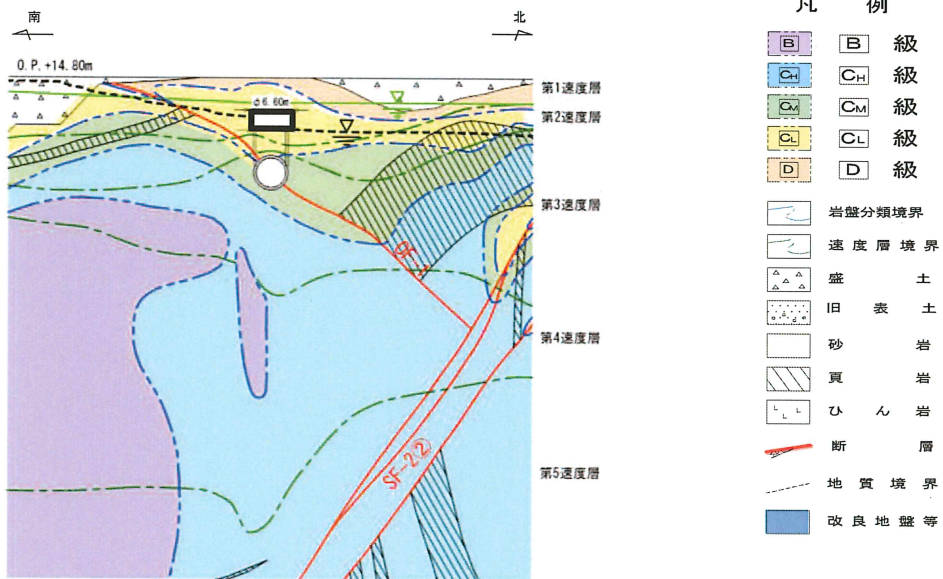 南
北
O.P.+14.80m
φ6.60m
第1速度層
第2速度層
第3速度層
第4速度層
第5速度層
SF-2②
凡 例
B B 級
CH CH 級
CM CM 級
CL CL 級
D D 級
岩盤分類境界
速度層境界
盛土
旧表土
砂岩
頁岩
ひん岩
断層
地質境界
改良地盤等